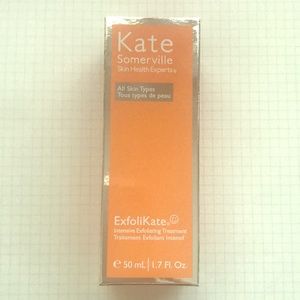 Kate
Somerville
Skin Health Experts®
All Skin Types
Tous types de peau
ExfoliKate®
Intensive Exfoliating Treatment
Traitement Exfoliant Intensif
℮ 50 mL | 1.7 Fl. Oz.